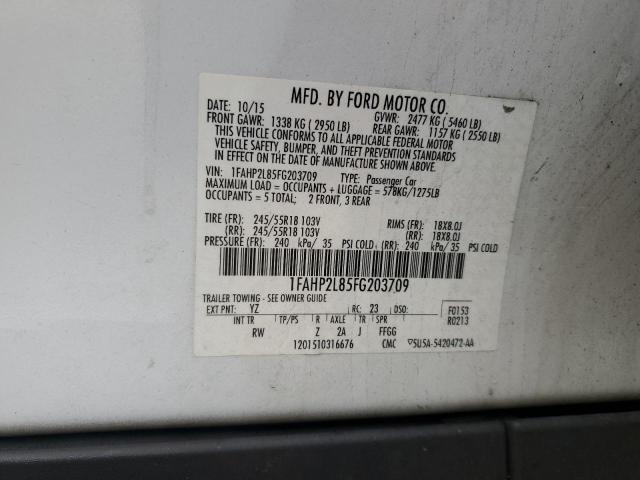 MFD. BY FORD MOTOR CO.
DATE: 10/15 GVWR: 2477 KG ( 5460 LB)
FRONT GAWR: 1338 KG ( 2950 LB) REAR GAWR: 1157 KG ( 2550 LB)
THIS VEHICLE CONFORMS TO ALL APPLICABLE FEDERAL MOTOR
VEHICLE SAFETY, BUMPER, AND THEFT PREVENTION STANDARDS
IN EFFECT ON THE DATE OF MANUFACTURE SHOWN ABOVE.
VIN: 1FAHP2L85FG203709 TYPE: Passenger Car
MAXIMUM LOAD = OCCUPANTS + LUGGAGE = 578KG/1275LB
OCCUPANTS = 5 TOTAL; 2 FRONT, 3 REAR
TIRE (FR): 245/55R18 103V RIMS (FR): 18X8.0J
(RR): 245/55R18 103V (RR): 18X8.0J
PRESSURE (FR): 240 kPa/ 35 PSI COLD (RR): 240 kPa/ 35 PSI COLD
1FAHP2L85FG203709
TRAILER TOWING - SEE OWNER GUIDE
EXT PNT: YZ RC: 23 DSO: F0153
INT TR TP/PS R AXLE TR SPR R0213
RW Z 2A J FFGG
1201510316676 CMC ▽5U5A-5420472-AA